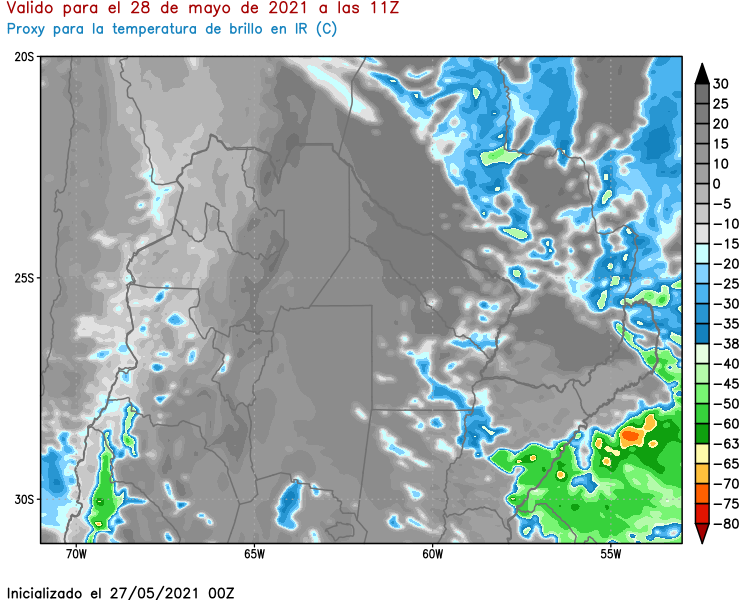 Valido para el 28 de mayo de 2021 a las 11Z
Proxy para la temperatura de brillo en IR (C)
20S
25S
30S
70W
65W
60W
55W
30
25
20
15
10
0
−5
−10
−15
−20
−25
−30
−35
−38
−40
−45
−50
−60
−63
−65
−70
−75
−80
Inicializado el 27/05/2021 00Z